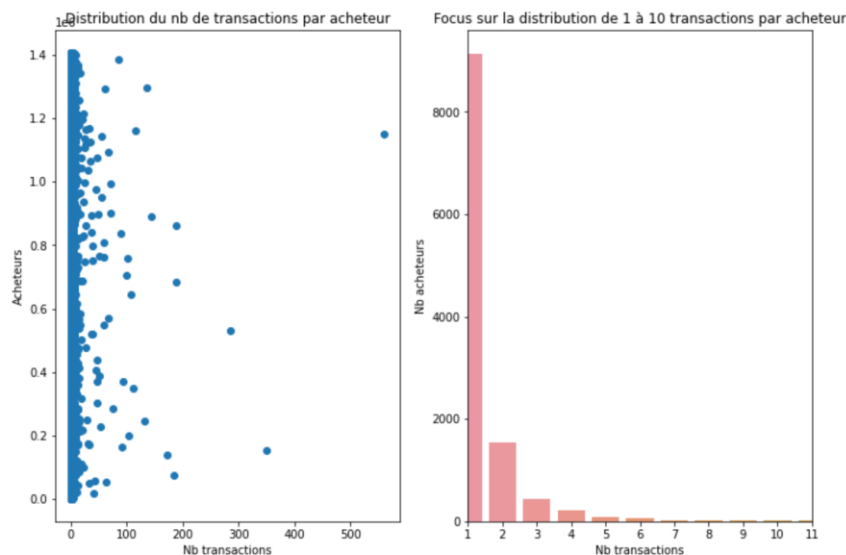 Distribution du nb de transactions par acheteur
1e6
1.4
1.2
1.0
0.8
0.6
0.4
0.2
0.0
Acheteurs
0 100 200 300 400 500
Nb transactions
Focus sur la distribution de 1 à 10 transactions par acheteur
8000
6000
4000
2000
0
Nb acheteurs
1 2 3 4 5 6 7 8 9 10 11
Nb transactions